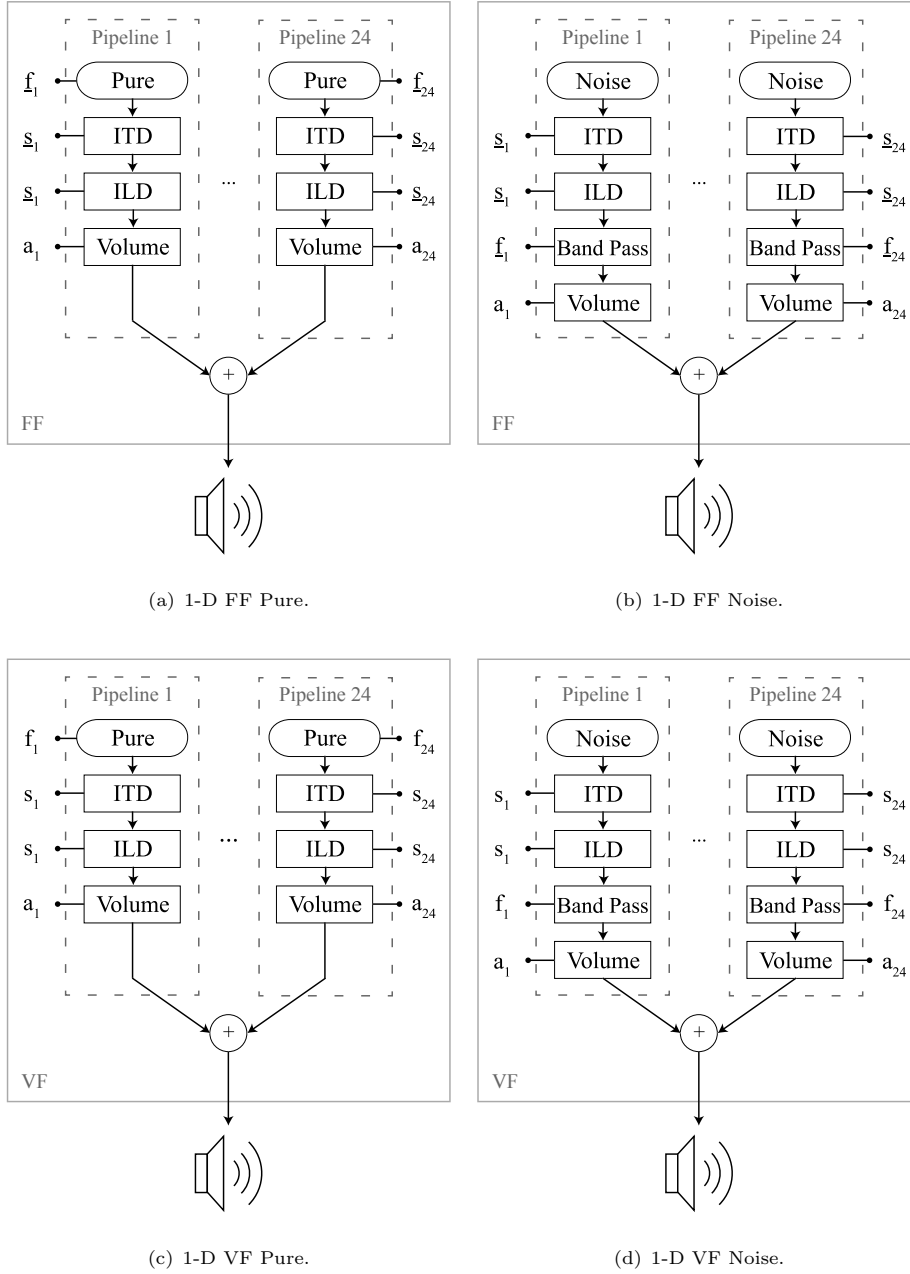 Pipeline 1 Pipeline 24
f1 Pure Pure f24
s1 ITD ITD s24
...
s1 ILD ILD s24
a1 Volume Volume a24
+
FF
(a) 1-D FF Pure.
Pipeline 1 Pipeline 24
Noise Noise
s1 ITD ITD s24
...
s1 ILD ILD s24
f1 Band Pass Band Pass f24
a1 Volume Volume a24
+
FF
(b) 1-D FF Noise.
Pipeline 1 Pipeline 24
f1 Pure Pure f24
s1 ITD ITD s24
...
s1 ILD ILD s24
a1 Volume Volume a24
+
VF
(c) 1-D VF Pure.
Pipeline 1 Pipeline 24
Noise Noise
s1 ITD ITD s24
...
s1 ILD ILD s24
f1 Band Pass Band Pass f24
a1 Volume Volume a24
+
VF
(d) 1-D VF Noise.